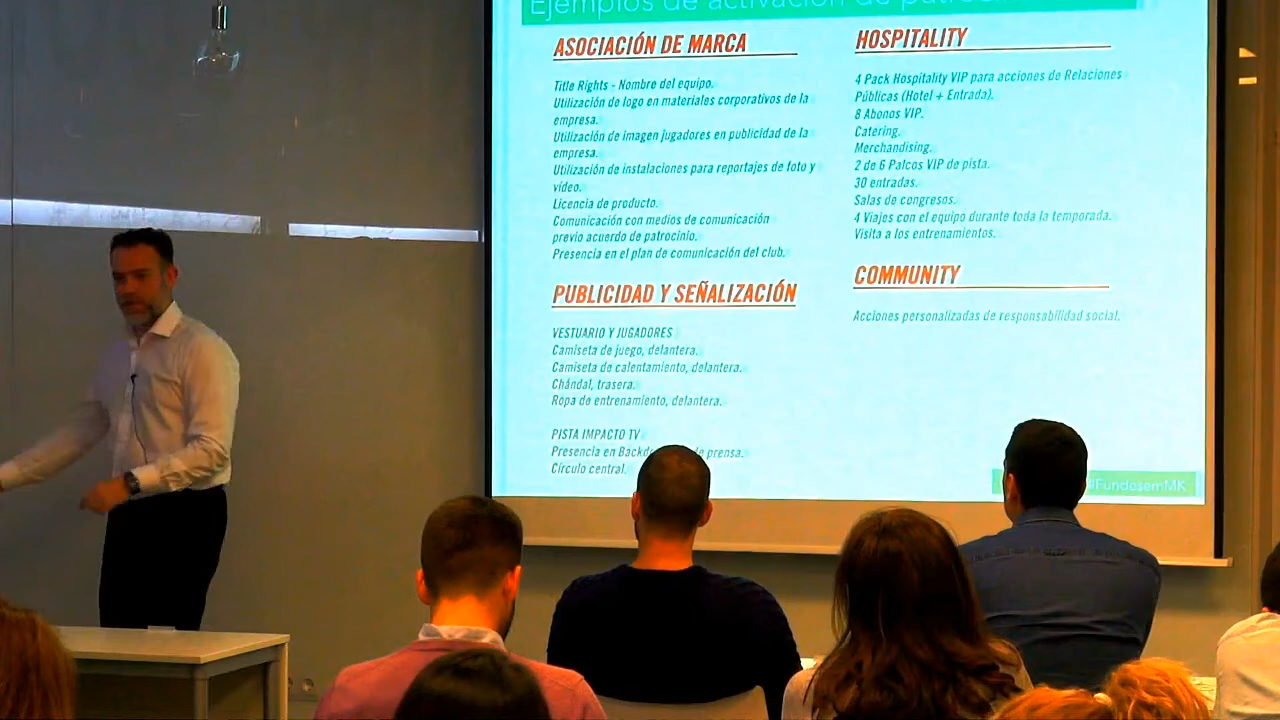 Ejemplos de activación de
ASOCIACIÓN DE MARCA
Title Rights - Nombre del equipo.
Utilización de logo en materiales corporativos de la
empresa.
Utilización de imagen jugadores en publicidad de la
empresa.
Utilización de instalaciones para reportajes de foto y
vídeo.
Licencia de producto.
Comunicación con medios de comunicación
previo acuerdo de patrocinio.
Presencia en el plan de comunicación del club.
PUBLICIDAD Y SEÑALIZACIÓN
VESTUARIO Y JUGADORES
Camiseta de juego, delantera.
Camiseta de calentamiento, delantera.
Chándal, trasera.
Ropa de entrenamiento, delantera.
PISTA IMPACTO TV
Presencia en de prensa.
Círculo central.
HOSPITALITY
4 Pack Hospitality VIP para acciones de Relaciones
Públicas (Hotel + Entrada).
8 Abonos VIP.
Catering.
Merchandising.
2 de 6 Palcos VIP de pista.
30 entradas.
Salas de congresos.
4 Viajes con el equipo durante toda la temporada.
Visita a los entrenamientos.
COMMUNITY
Acciones personalizadas de responsabilidad social.
#FundesemMK